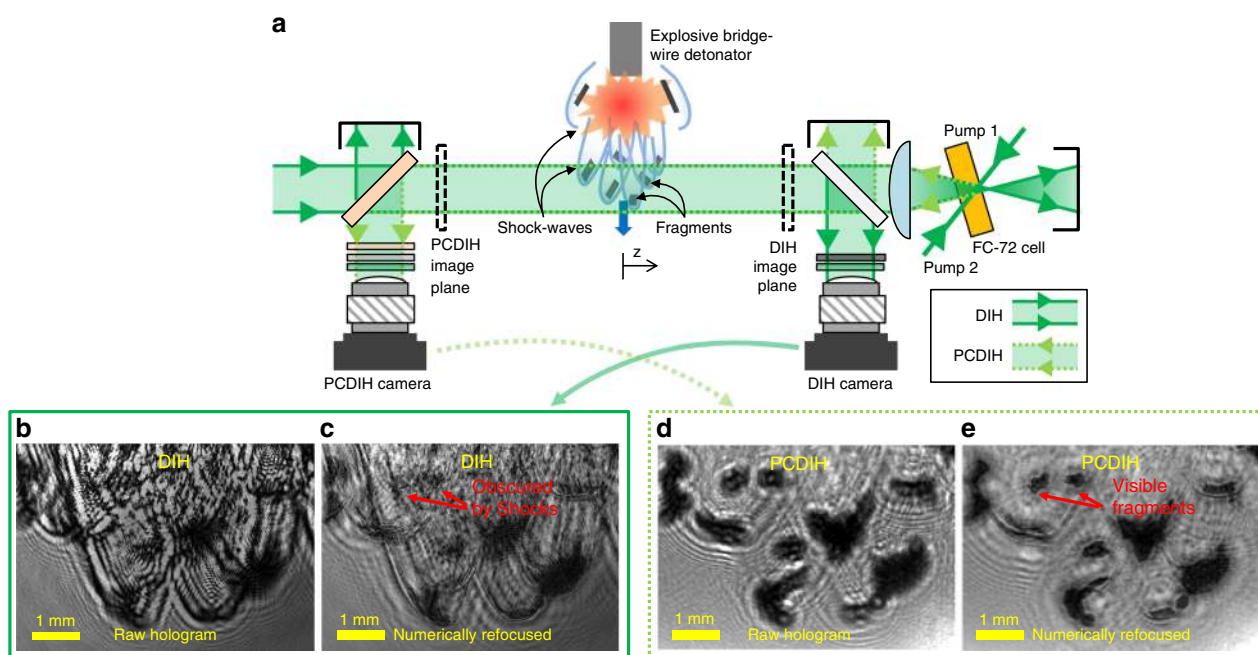 a
Explosive bridge-
wire detonator
Pump 1
Shock-waves
Fragments
PCDIH
image
plane
z
DIH
image
plane
FC-72 cell
Pump 2
DIH
PCDIH
PCDIH camera
DIH camera
b
DIH
1 mm
Raw hologram
c
DIH
Obscured
by Shocks
1 mm
Numerically refocused
d
PCDIH
1 mm
Raw hologram
e
PCDIH
Visible
fragments
1 mm
Numerically refocused